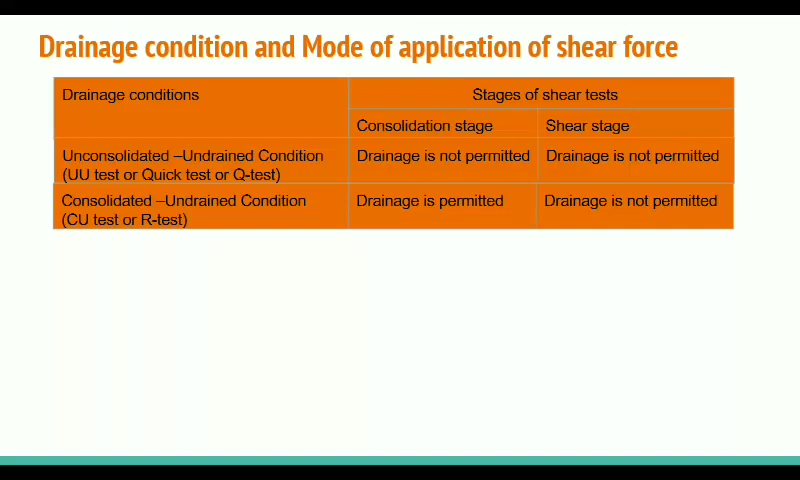 Drainage condition and Mode of application of shear force
Drainage conditions
Stages of shear tests
Consolidation stage
Shear stage
Unconsolidated –Undrained Condition
(UU test or Quick test or Q-test)
Drainage is not permitted
Drainage is not permitted
Consolidated –Undrained Condition
(CU test or R-test)
Drainage is permitted
Drainage is not permitted